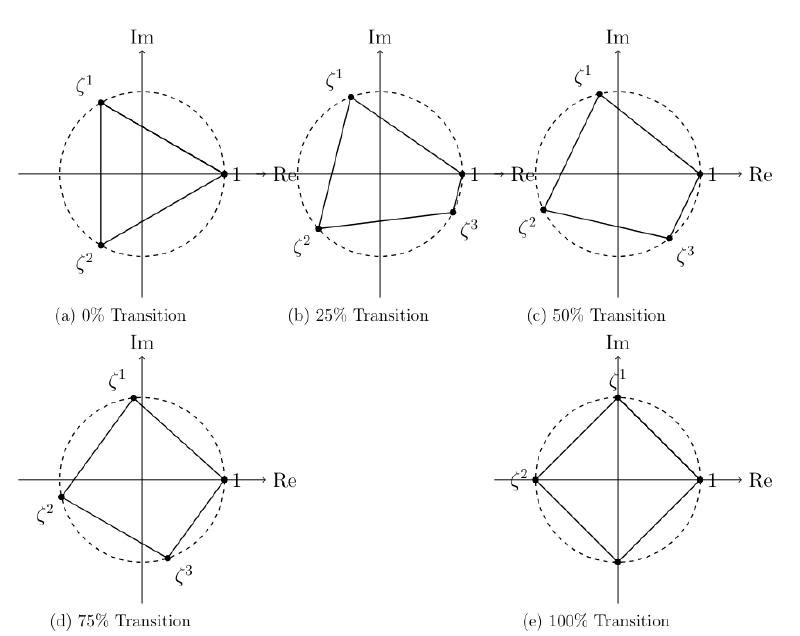 Im
ζ¹
1
Re
ζ²
(a) 0% Transition
Im
ζ¹
1
Re
ζ²
ζ³
(b) 25% Transition
Im
ζ¹
1
Re
ζ²
ζ³
(c) 50% Transition
Im
ζ¹
1
Re
ζ²
ζ³
(d) 75% Transition
Im
ζ¹
ζ²
1
Re
(e) 100% Transition